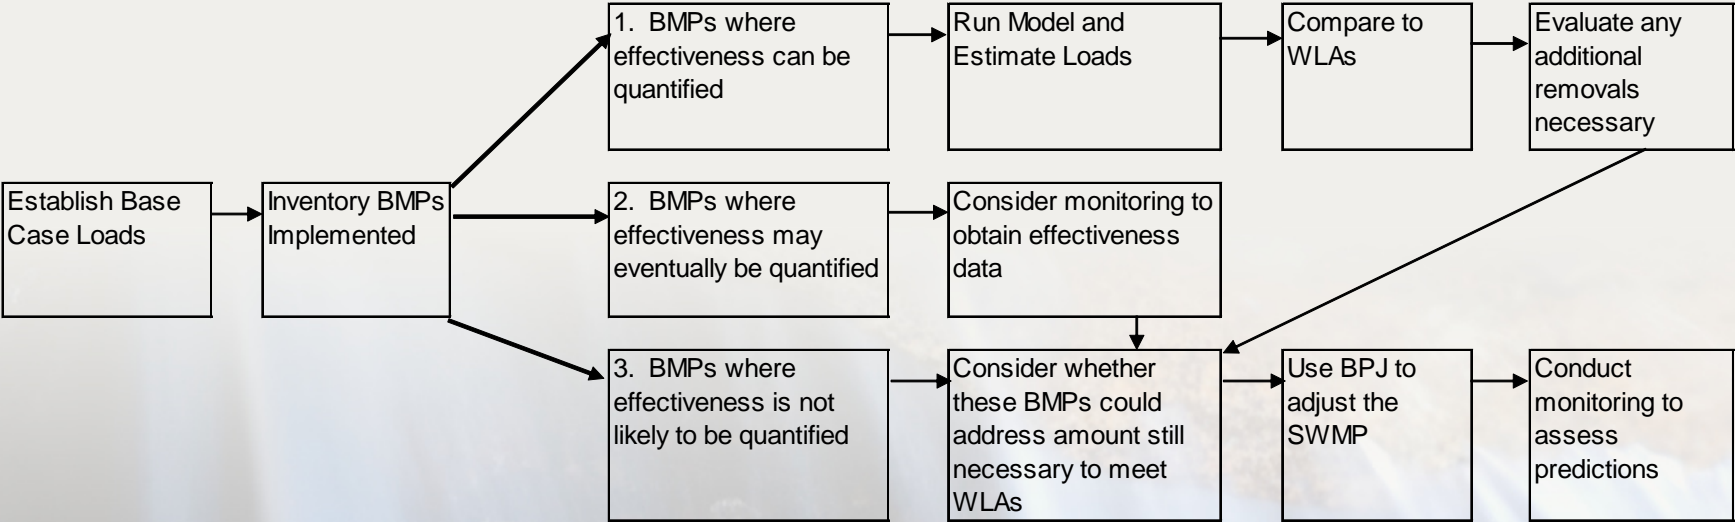 1. BMPs where
effectiveness can be
quantified
Run Model and
Estimate Loads
Compare to
WLAs
Evaluate any
additional
removals
necessary
Establish Base
Case Loads
Inventory BMPs
Implemented
2. BMPs where
effectiveness may
eventually be quantified
Consider monitoring to
obtain effectiveness
data
3. BMPs where
effectiveness is not
likely to be quantified
Consider whether
these BMPs could
address amount still
necessary to meet
WLAs
Use BPJ to
adjust the
SWMP
Conduct
monitoring to
assess
predictions